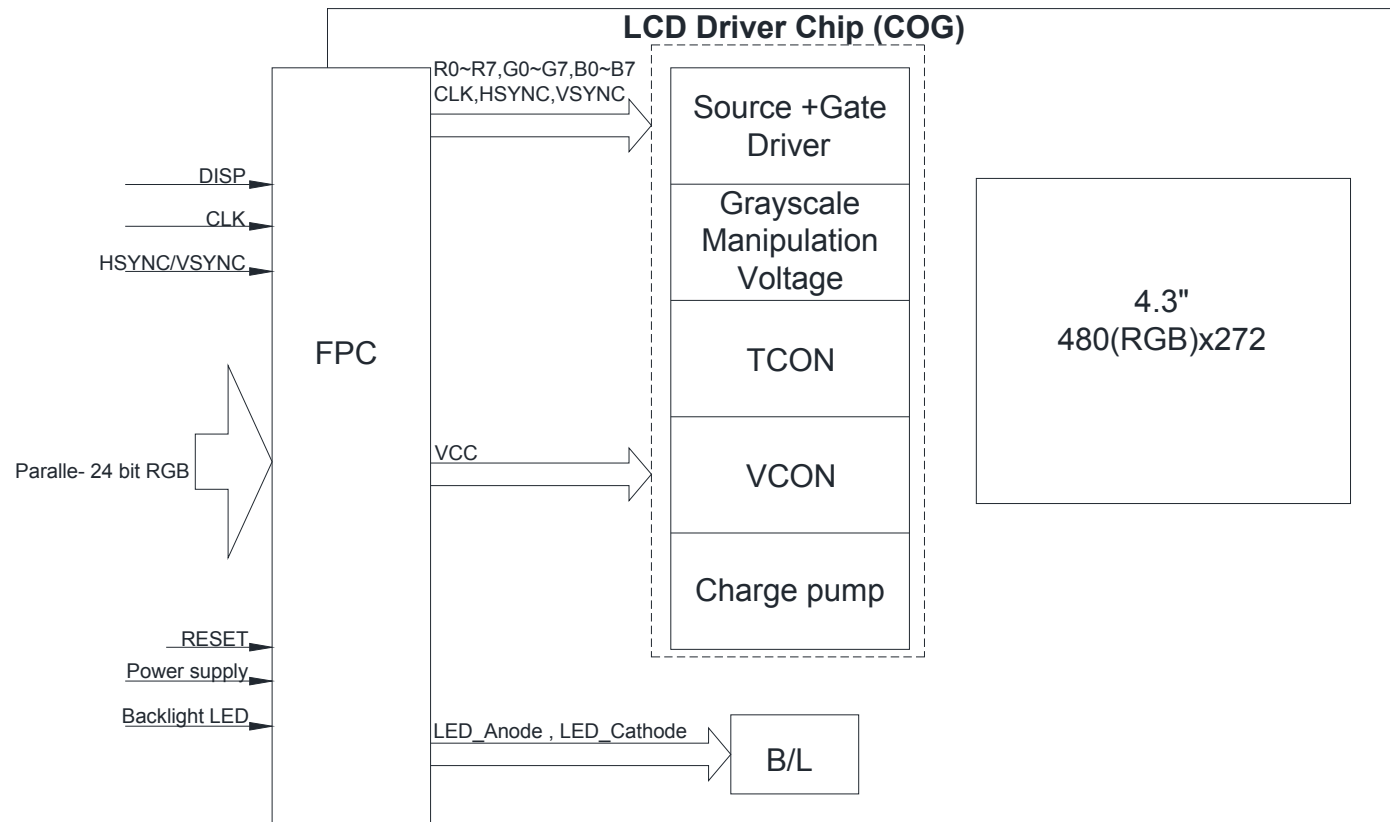 LCD Driver Chip (COG)
R0~R7,G0~G7,B0~B7
CLK,HSYNC,VSYNC
Source +Gate
Driver
DISP
CLK
HSYNC/VSYNC
Grayscale
Manipulation
Voltage
4.3"
480(RGB)x272
FPC
TCON
Paralle- 24 bit RGB
VCC
VCON
Charge pump
RESET
Power supply
Backlight LED
LED_Anode , LED_Cathode
B/L